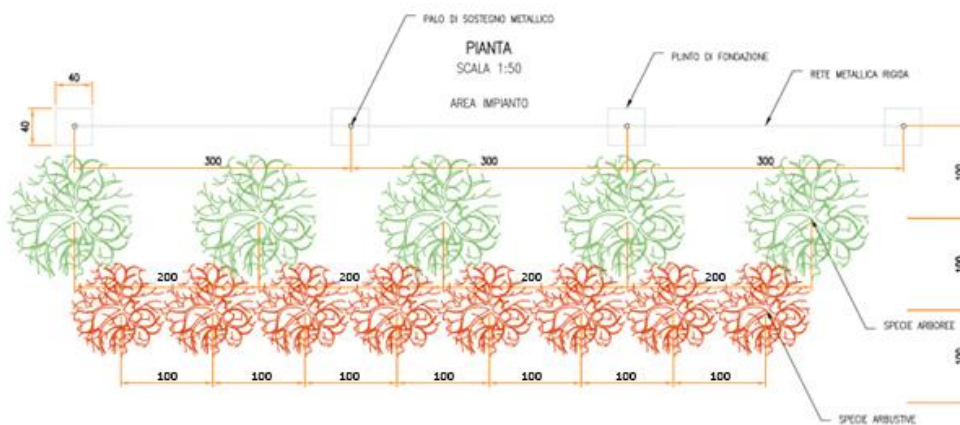 PALO DI SOSTEGNO METALLICO
PIANTA
SCALA 1:50
PLINTO DI FONDAZIONE
RETE METALLICA RIGIDA
AREA IMPIANTO
40
40
300
300
300
100
200
200
200
200
100
SPECIE ARBOREE
100
100
100
100
100
100
100
100
SPECIE ARBUSTIVE